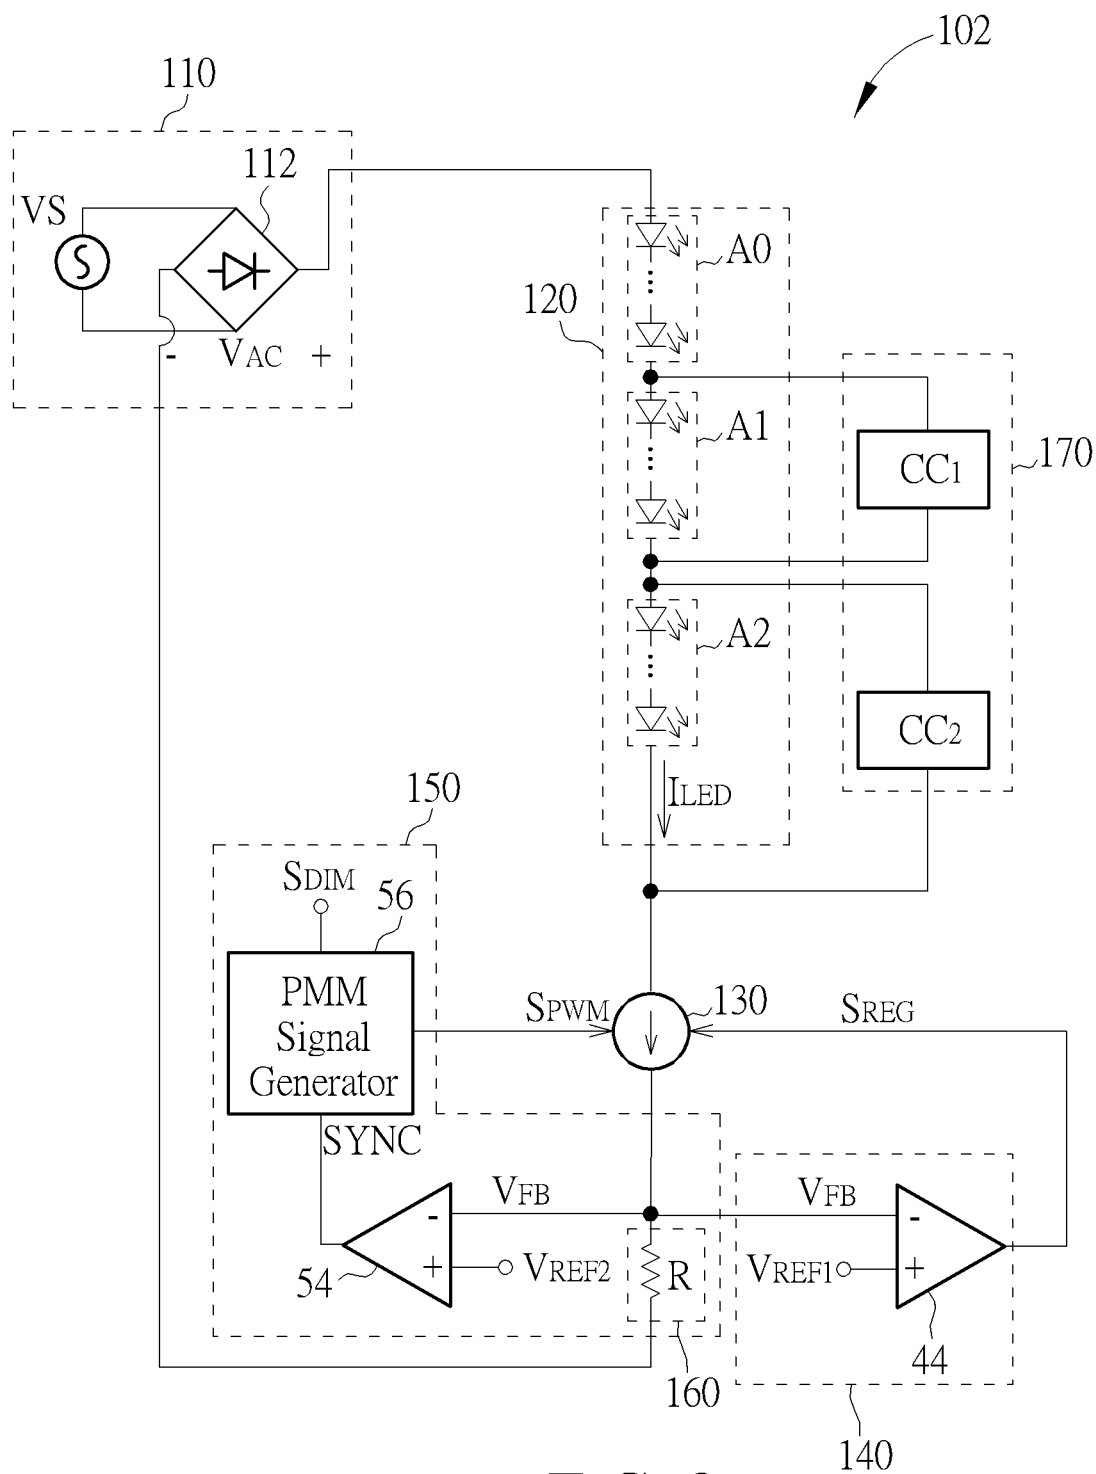 102
110
112
VS
VAC
- +
A0
120
A1
170
CC1
A2
CC2
ILED
150
SDIM
56
PMM
Signal
Generator
SPWM
130
SREG
SYNC
VFB
VFB
-
-
+
VREF2
54
R
VREF1
+
44
160
140